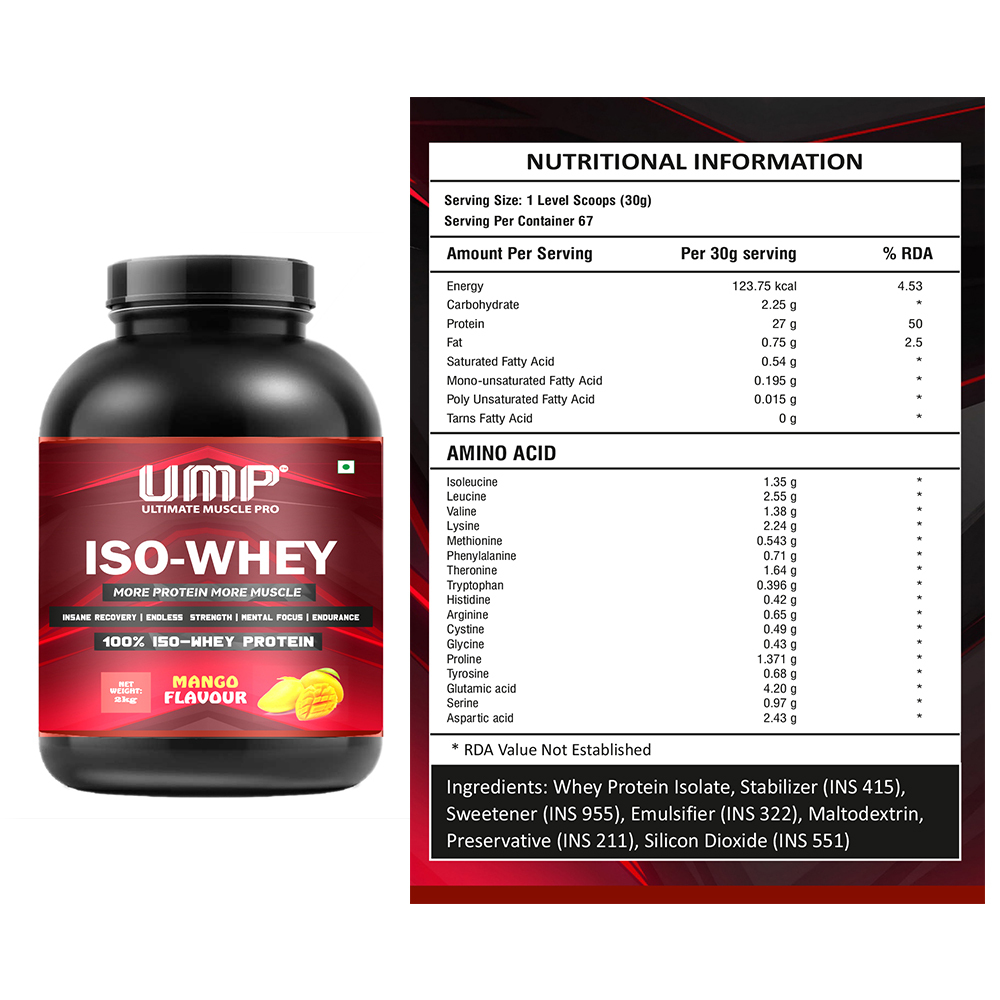 UMP
ULTIMATE MUSCLE PRO
ISO-WHEY
MORE PROTEIN MORE MUSCLE
INSANE RECOVERY | ENDLESS STRENGTH | MENTAL FOCUS | ENDURANCE
100% ISO-WHEY PROTEIN
NET
WEIGHT:
2kg
MANGO
FLAVOUR
NUTRITIONAL INFORMATION
Serving Size: 1 Level Scoops (30g)
Serving Per Container 67
Amount Per Serving Per 30g serving % RDA
Energy 123.75 kcal 4.53
Carbohydrate 2.25 g *
Protein 27 g 50
Fat 0.75 g 2.5
Saturated Fatty Acid 0.54 g *
Mono-unsaturated Fatty Acid 0.195 g *
Poly Unsaturated Fatty Acid 0.015 g *
Tarns Fatty Acid 0 g *
AMINO ACID
Isoleucine 1.35 g *
Leucine 2.55 g *
Valine 1.38 g *
Lysine 2.24 g *
Methionine 0.543 g *
Phenylalanine 0.71 g *
Theronine 1.64 g *
Tryptophan 0.396 g *
Histidine 0.42 g *
Arginine 0.65 g *
Cystine 0.49 g *
Glycine 0.43 g *
Proline 1.371 g *
Tyrosine 0.68 g *
Glutamic acid 4.20 g *
Serine 0.97 g *
Aspartic acid 2.43 g *
* RDA Value Not Established
Ingredients: Whey Protein Isolate, Stabilizer (INS 415),
Sweetener (INS 955), Emulsifier (INS 322), Maltodextrin,
Preservative (INS 211), Silicon Dioxide (INS 551)